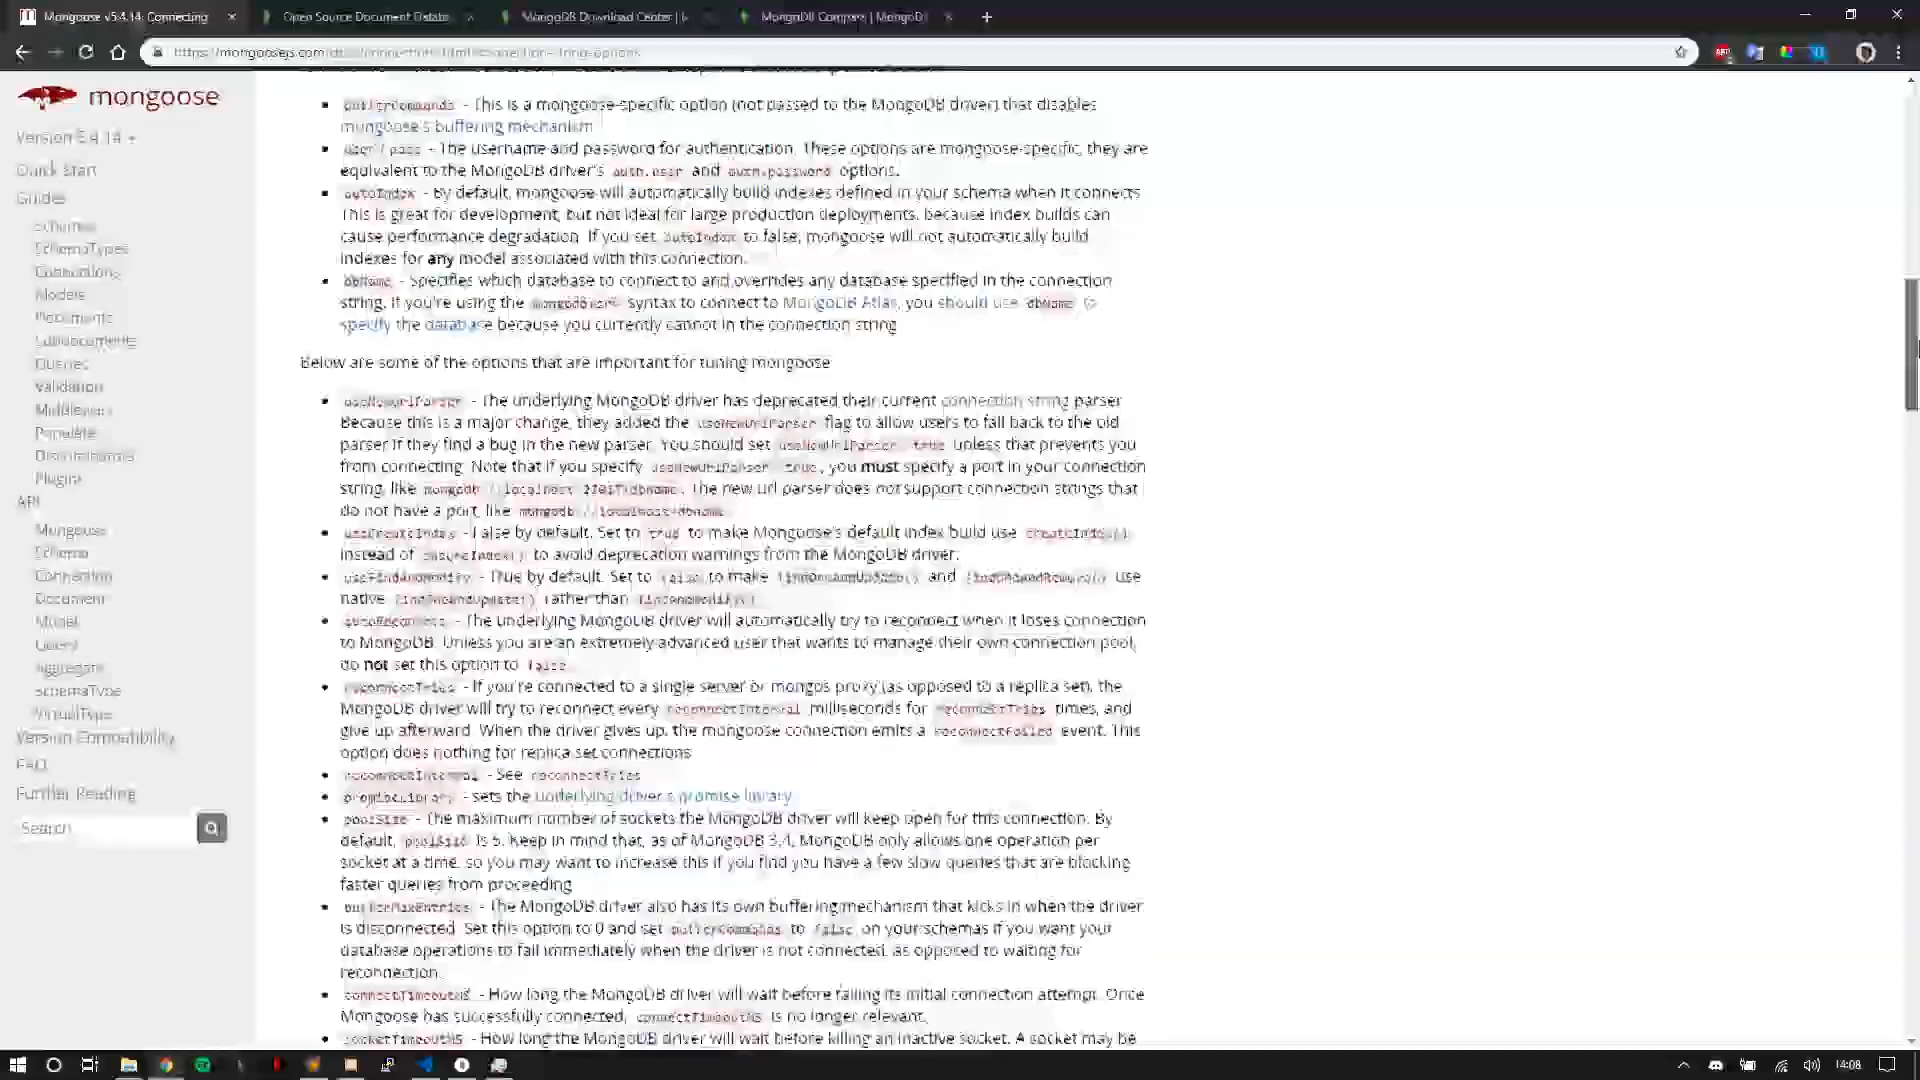 Mongoose v5.4.14: Connecting
Open Source Document Databa
MongoDB Download Center |
MongoDB Compass | MongoD
https://mongoosejs.com/docs/connections.html#connection-string-options
mongoose
Version 5.4.14
Quick Start
Guides
Schemas
SchemaTypes
Connections
Models
Documents
Subdocuments
Queries
Validation
Middleware
Populate
Discriminators
Plugins
API
Mongoose
Schema
Connection
Document
Model
Query
Aggregate
SchemaType
VirtualType
Version Compatibility
FAQ
Further Reading
Search
bufferCommands - This is a mongoose-specific option (not passed to the MongoDB driver) that disables
mongoose's buffering mechanism
user/pass - The username and password for authentication. These options are mongoose-specific, they are
equivalent to the MongoDB driver's auth.user and auth.password options.
autoIndex - By default, mongoose will automatically build indexes defined in your schema when it connects.
This is great for development, but not ideal for large production deployments, because index builds can
cause performance degradation. If you set autoIndex to false, mongoose will not automatically build
indexes for any model associated with this connection.
dbName - Specifies which database to connect to and overrides any database specified in the connection
string. If you're using the mongodb+srv syntax to connect to MongoDB Atlas, you should use dbName to
specify the database because you currently cannot in the connection string
Below are some of the options that are important for tuning mongoose
useNewUrlParser - The underlying MongoDB driver has deprecated their current connection string parser
Because this is a major change, they added the useNewUrlParser flag to allow users to fall back to the old
parser if they find a bug in the new parser. You should set useNewUrlParser: true unless that prevents you
from connecting. Note that if you specify useNewUrlParser: true, you must specify a port in your connection
string, like mongodb://localhost:27017/dbname. The new url parser does not support connection strings that
do not have a port, like mongodb://localhost/dbname
useCreateIndex - False by default. Set to true to make Mongoose's default index build use createIndex()
instead of ensureIndex() to avoid deprecation warnings from the MongoDB driver.
useFindAndModify - True by default. Set to false to make findOneAndUpdate() and findOneAndRemove() use
native findOneAndUpdate() rather than findAndModify()
autoReconnect - The underlying MongoDB driver will automatically try to reconnect when it loses connection
to MongoDB. Unless you are an extremely advanced user that wants to manage their own connection pool,
do not set this option to false.
reconnectTries - If you're connected to a single server or mongos proxy (as opposed to a replica set), the
MongoDB driver will try to reconnect every reconnectInterval milliseconds for reconnectTries times, and
give up afterward. When the driver gives up, the mongoose connection emits a reconnectFailed event. This
option does nothing for replica set connections
reconnectInterval - See reconnectTries
promiseLibrary - sets the underlying driver's promise library.
poolSize - The maximum number of sockets the MongoDB driver will keep open for this connection. By
default, poolSize is 5. Keep in mind that, as of MongoDB 3.4, MongoDB only allows one operation per
socket at a time, so you may want to increase this if you find you have a few slow queries that are blocking
faster queries from proceeding
bufferMaxEntries - The MongoDB driver also has its own buffering mechanism that kicks in when the driver
is disconnected. Set this option to 0 and set bufferCommands to false on your schemas if you want your
database operations to fail immediately when the driver is not connected, as opposed to waiting for
reconnection.
connectTimeoutMS - How long the MongoDB driver will wait before failing its initial connection attempt. Once
Mongoose has successfully connected, connectTimeoutMS is no longer relevant.
socketTimeoutMS - How long the MongoDB driver will wait before killing an inactive socket. A socket may be
14:08